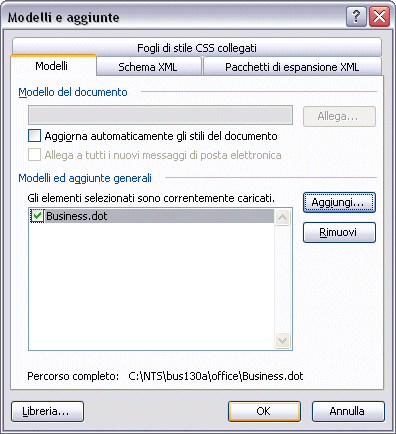 Modelli e aggiunte
Fogli di stile CSS collegati
Modelli
Schema XML
Pacchetti di espansione XML
Modello del documento
Allega...
Aggiorna automaticamente gli stili del documento
Allega a tutti i nuovi messaggi di posta elettronica
Modelli ed aggiunte generali
Gli elementi selezionati sono correntemente caricati.
Aggiungi...
Business.dot
Rimuovi
Percorso completo: C:\NTS\bus130a\office\Business.dot
Libreria...
OK
Annulla